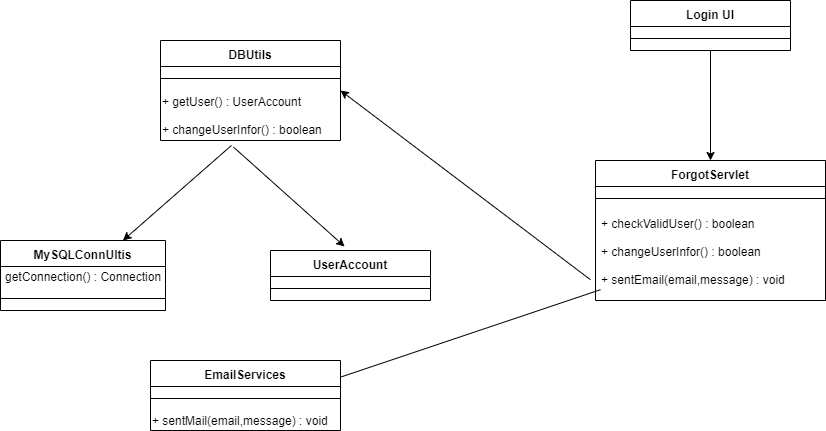 Login UI
DBUtils
+ getUser() : UserAccount
+ changeUserInfor() : boolean
ForgotServlet
+ checkValidUser() : boolean
+ changeUserInfor() : boolean
+ sentEmail(email,message) : void
MySQLConnUltis
getConnection() : Connection
UserAccount
EmailServices
+ sentMail(email,message) : void